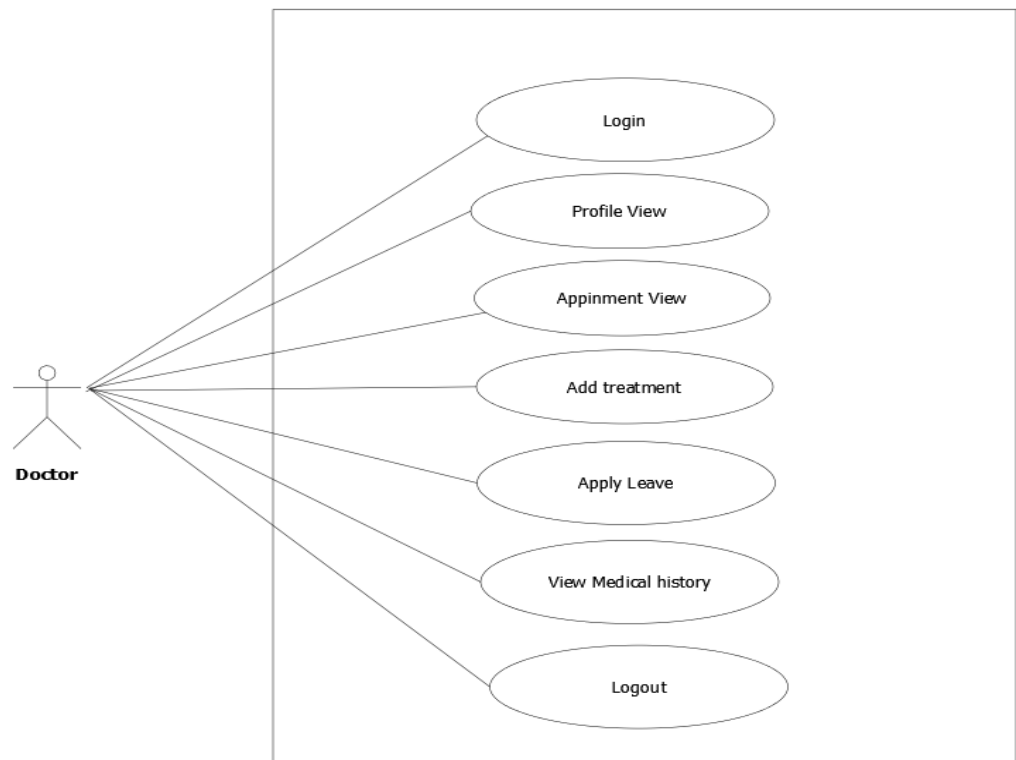 Login
Profile View
Appinment View
Add treatment
Doctor
Apply Leave
View Medical history
Logout